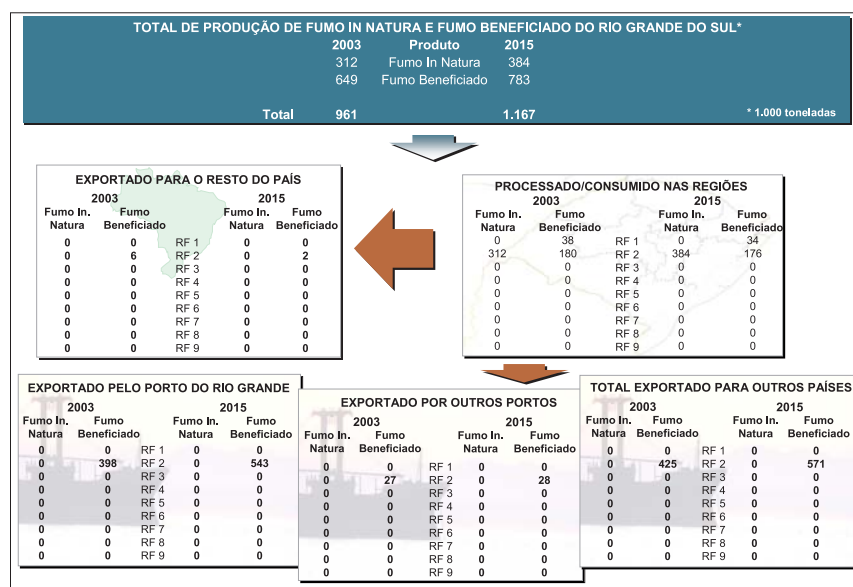 TOTAL DE PRODUÇÃO DE FUMO IN NATURA E FUMO BENEFICIADO DO RIO GRANDE DO SUL*
2003 Produto 2015
312 Fumo In Natura 384
649 Fumo Beneficiado 783
Total 961 1.167 * 1.000 toneladas
EXPORTADO PARA O RESTO DO PAÍS
2003 2015
Fumo In. Fumo Fumo In. Fumo
Natura Beneficiado Natura Beneficiado
0 0 RF 1 0 0
0 6 RF 2 0 2
0 0 RF 3 0 0
0 0 RF 4 0 0
0 0 RF 5 0 0
0 0 RF 6 0 0
0 0 RF 7 0 0
0 0 RF 8 0 0
0 0 RF 9 0 0
PROCESSADO/CONSUMIDO NAS REGIÕES
2003 2015
Fumo In. Fumo Fumo In. Fumo
Natura Beneficiado Natura Beneficiado
0 38 RF 1 0 34
312 180 RF 2 384 176
0 0 RF 3 0 0
0 0 RF 4 0 0
0 0 RF 5 0 0
0 0 RF 6 0 0
0 0 RF 7 0 0
0 0 RF 8 0 0
0 0 RF 9 0 0
EXPORTADO PELO PORTO DO RIO GRANDE
2003 2015
Fumo In. Fumo Fumo In. Fumo
Natura Beneficiado Natura Beneficiado
0 0 RF 1 0 0
0 398 RF 2 0 543
0 0 RF 3 0 0
0 0 RF 4 0 0
0 0 RF 5 0 0
0 0 RF 6 0 0
0 0 RF 7 0 0
0 0 RF 8 0 0
0 0 RF 9 0 0
EXPORTADO POR OUTROS PORTOS
2003 2015
Fumo In. Fumo Fumo In. Fumo
Natura Beneficiado Natura Beneficiado
0 0 RF 1 0 0
0 27 RF 2 0 28
0 0 RF 3 0 0
0 0 RF 4 0 0
0 0 RF 5 0 0
0 0 RF 6 0 0
0 0 RF 7 0 0
0 0 RF 8 0 0
0 0 RF 9 0 0
TOTAL EXPORTADO PARA OUTROS PAÍSES
2003 2015
Fumo In. Fumo Fumo In. Fumo
Natura Beneficiado Natura Beneficiado
0 0 RF 1 0 0
0 425 RF 2 0 571
0 0 RF 3 0 0
0 0 RF 4 0 0
0 0 RF 5 0 0
0 0 RF 6 0 0
0 0 RF 7 0 0
0 0 RF 8 0 0
0 0 RF 9 0 0